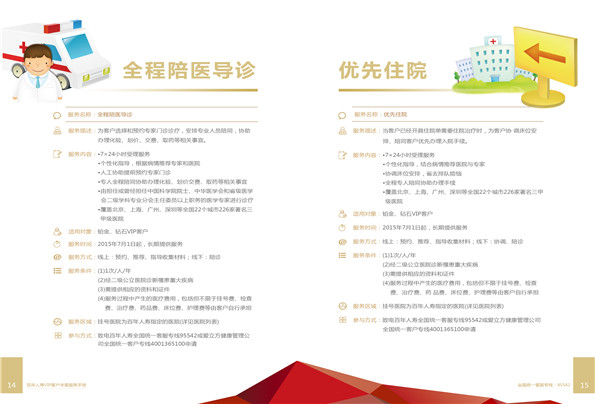 全程陪医导诊
服务名称：全程陪医导诊
服务描述：为客户选择和预约专家门诊诊疗，安排专业人员陪同，协助
办理化验、划价、交费、取药等相关事宜。
服务内容：•7×24小时受理服务
•个性化指导，根据病情推荐专家和医院
•人工协助提前预约专家门诊
•专人全程陪同协助办理化验、划价交费、取药等相关事宜
•由担任或曾经担任中国科学院院士、中华医学会和省级医学
会二级学科专业分会主任委员以上职务的医学专家进行诊疗
•覆盖北京、上海、广州、深圳等全国22个城市226家著名三
甲级医院
适用对象：铂金、钻石VIP客户
服务时间：2015年7月1日起，长期提供服务
服务方式：线上：预约、推荐、指导收集材料；线下：陪诊
服务条件：(1)1次/人/年
(2)经二级公立医院诊断罹患重大疾病
(3)需提供相应的资料和证件
(4)服务过程中产生的医疗费用，包括但不限于挂号费、检查
费、治疗费、药品费、床位费、护理费等由客户自行承担
服务区域：挂号医院为百年人寿指定的医院(详见医院列表)
参与方式：致电百年人寿全国统一客服专线95542或爱立方健康管理公
司全国统一客户专线4001365100申请
14
百年人寿VIP客户关爱服务手册
优先住院
服务名称：优先住院
服务描述：当客户已经开具住院单需要住院治疗时，为客户协 调床位安
排、陪同客户优先办理入院手续。
服务内容：•7×24小时受理服务
•个性化指导，结合病情推荐医院与专家
•协调床位安排，省去排队烦恼
•全程专人陪同协助办理手续
•覆盖北京、上海、广州、深圳等全国22个城市226家著名三甲
级医院
适用对象：铂金、钻石VIP客户
服务时间：2015年7月1日起，长期提供服务
服务方式：线上：预约、推荐、指导收集材料；线下：协调、陪诊
服务条件：(1)1次/人/年
(2)经二级公立医院诊断罹患重大疾病
(3)需提供相应的资料和证件
(4)服务过程中产生的医疗费用，包括但不限于挂号费、检查
费、治疗费、药 品费、床位费、护理费等由客户自行承担
服务区域：挂号医院为百年人寿指定的医院(详见医院列表)
参与方式：致电百年人寿全国统一客服专线95542或爱立方健康管理公司
全国统一客户专线4001365100申请
全国统一客服专线：95542
15